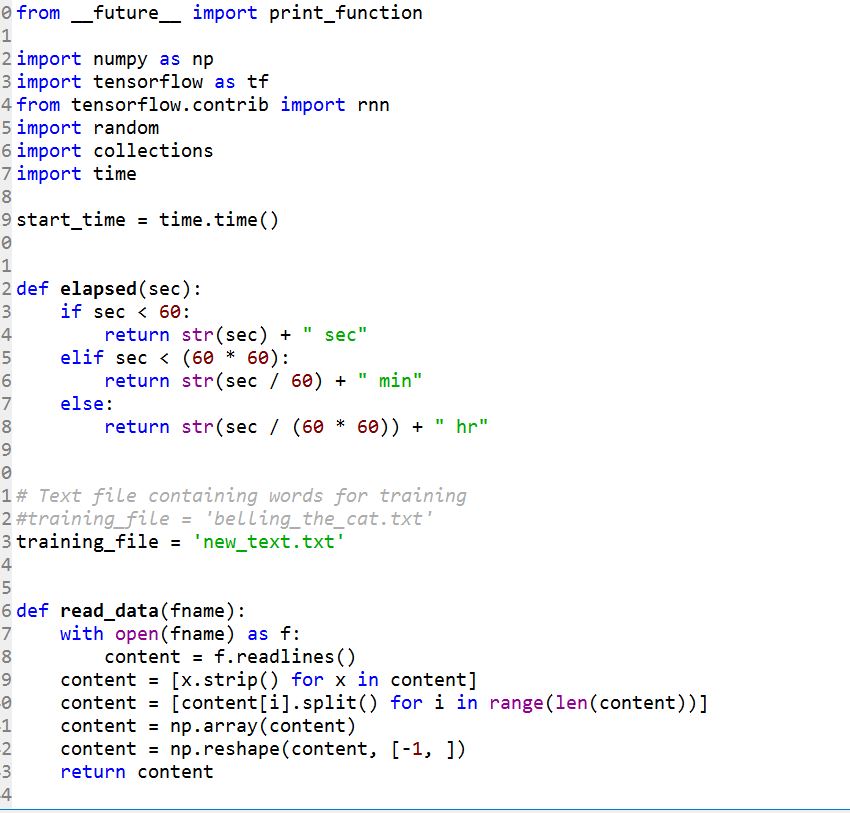 0 from __future__ import print_function
1
2 import numpy as np
3 import tensorflow as tf
4 from tensorflow.contrib import rnn
5 import random
6 import collections
7 import time
8
9 start_time = time.time()
0
1
2 def elapsed(sec):
3     if sec < 60:
4         return str(sec) + " sec"
5     elif sec < (60 * 60):
6         return str(sec / 60) + " min"
7     else:
8         return str(sec / (60 * 60)) + " hr"
9
0
1 # Text file containing words for training
2 #training_file = 'belling_the_cat.txt'
3 training_file = 'new_text.txt'
4
5
6 def read_data(fname):
7     with open(fname) as f:
8         content = f.readlines()
9     content = [x.strip() for x in content]
0     content = [content[i].split() for i in range(len(content))]
1     content = np.array(content)
2     content = np.reshape(content, [-1, ])
3     return content
4